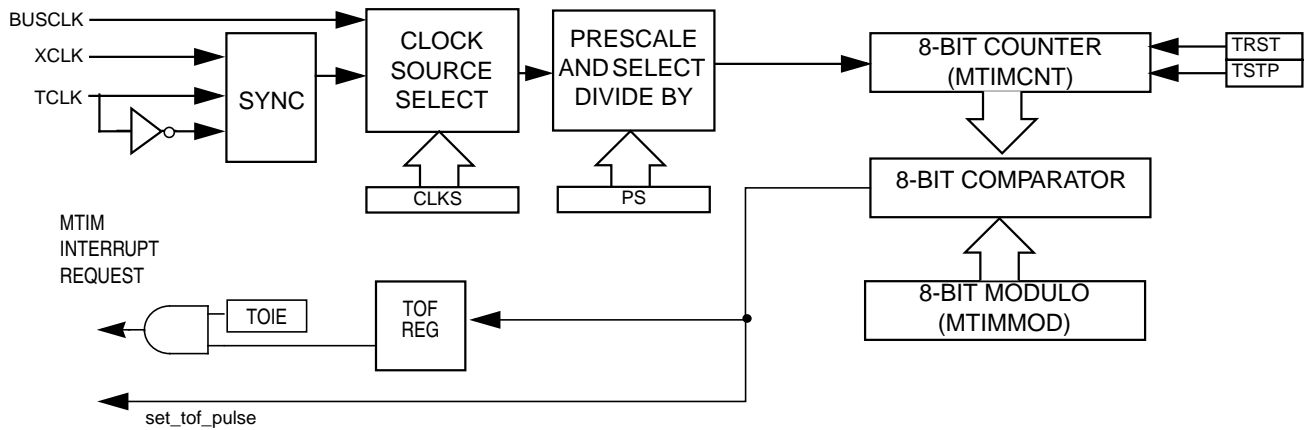 BUSCLK
XCLK
TCLK
SYNC
CLOCK
SOURCE
SELECT
PRESCALE
AND SELECT
DIVIDE BY
8-BIT COUNTER
(MTIMCNT)
TRST
TSTP
CLKS
PS
8-BIT COMPARATOR
MTIM
INTERRUPT
REQUEST
TOIE
TOF
REG
8-BIT MODULO
(MTIMMOD)
set_tof_pulse